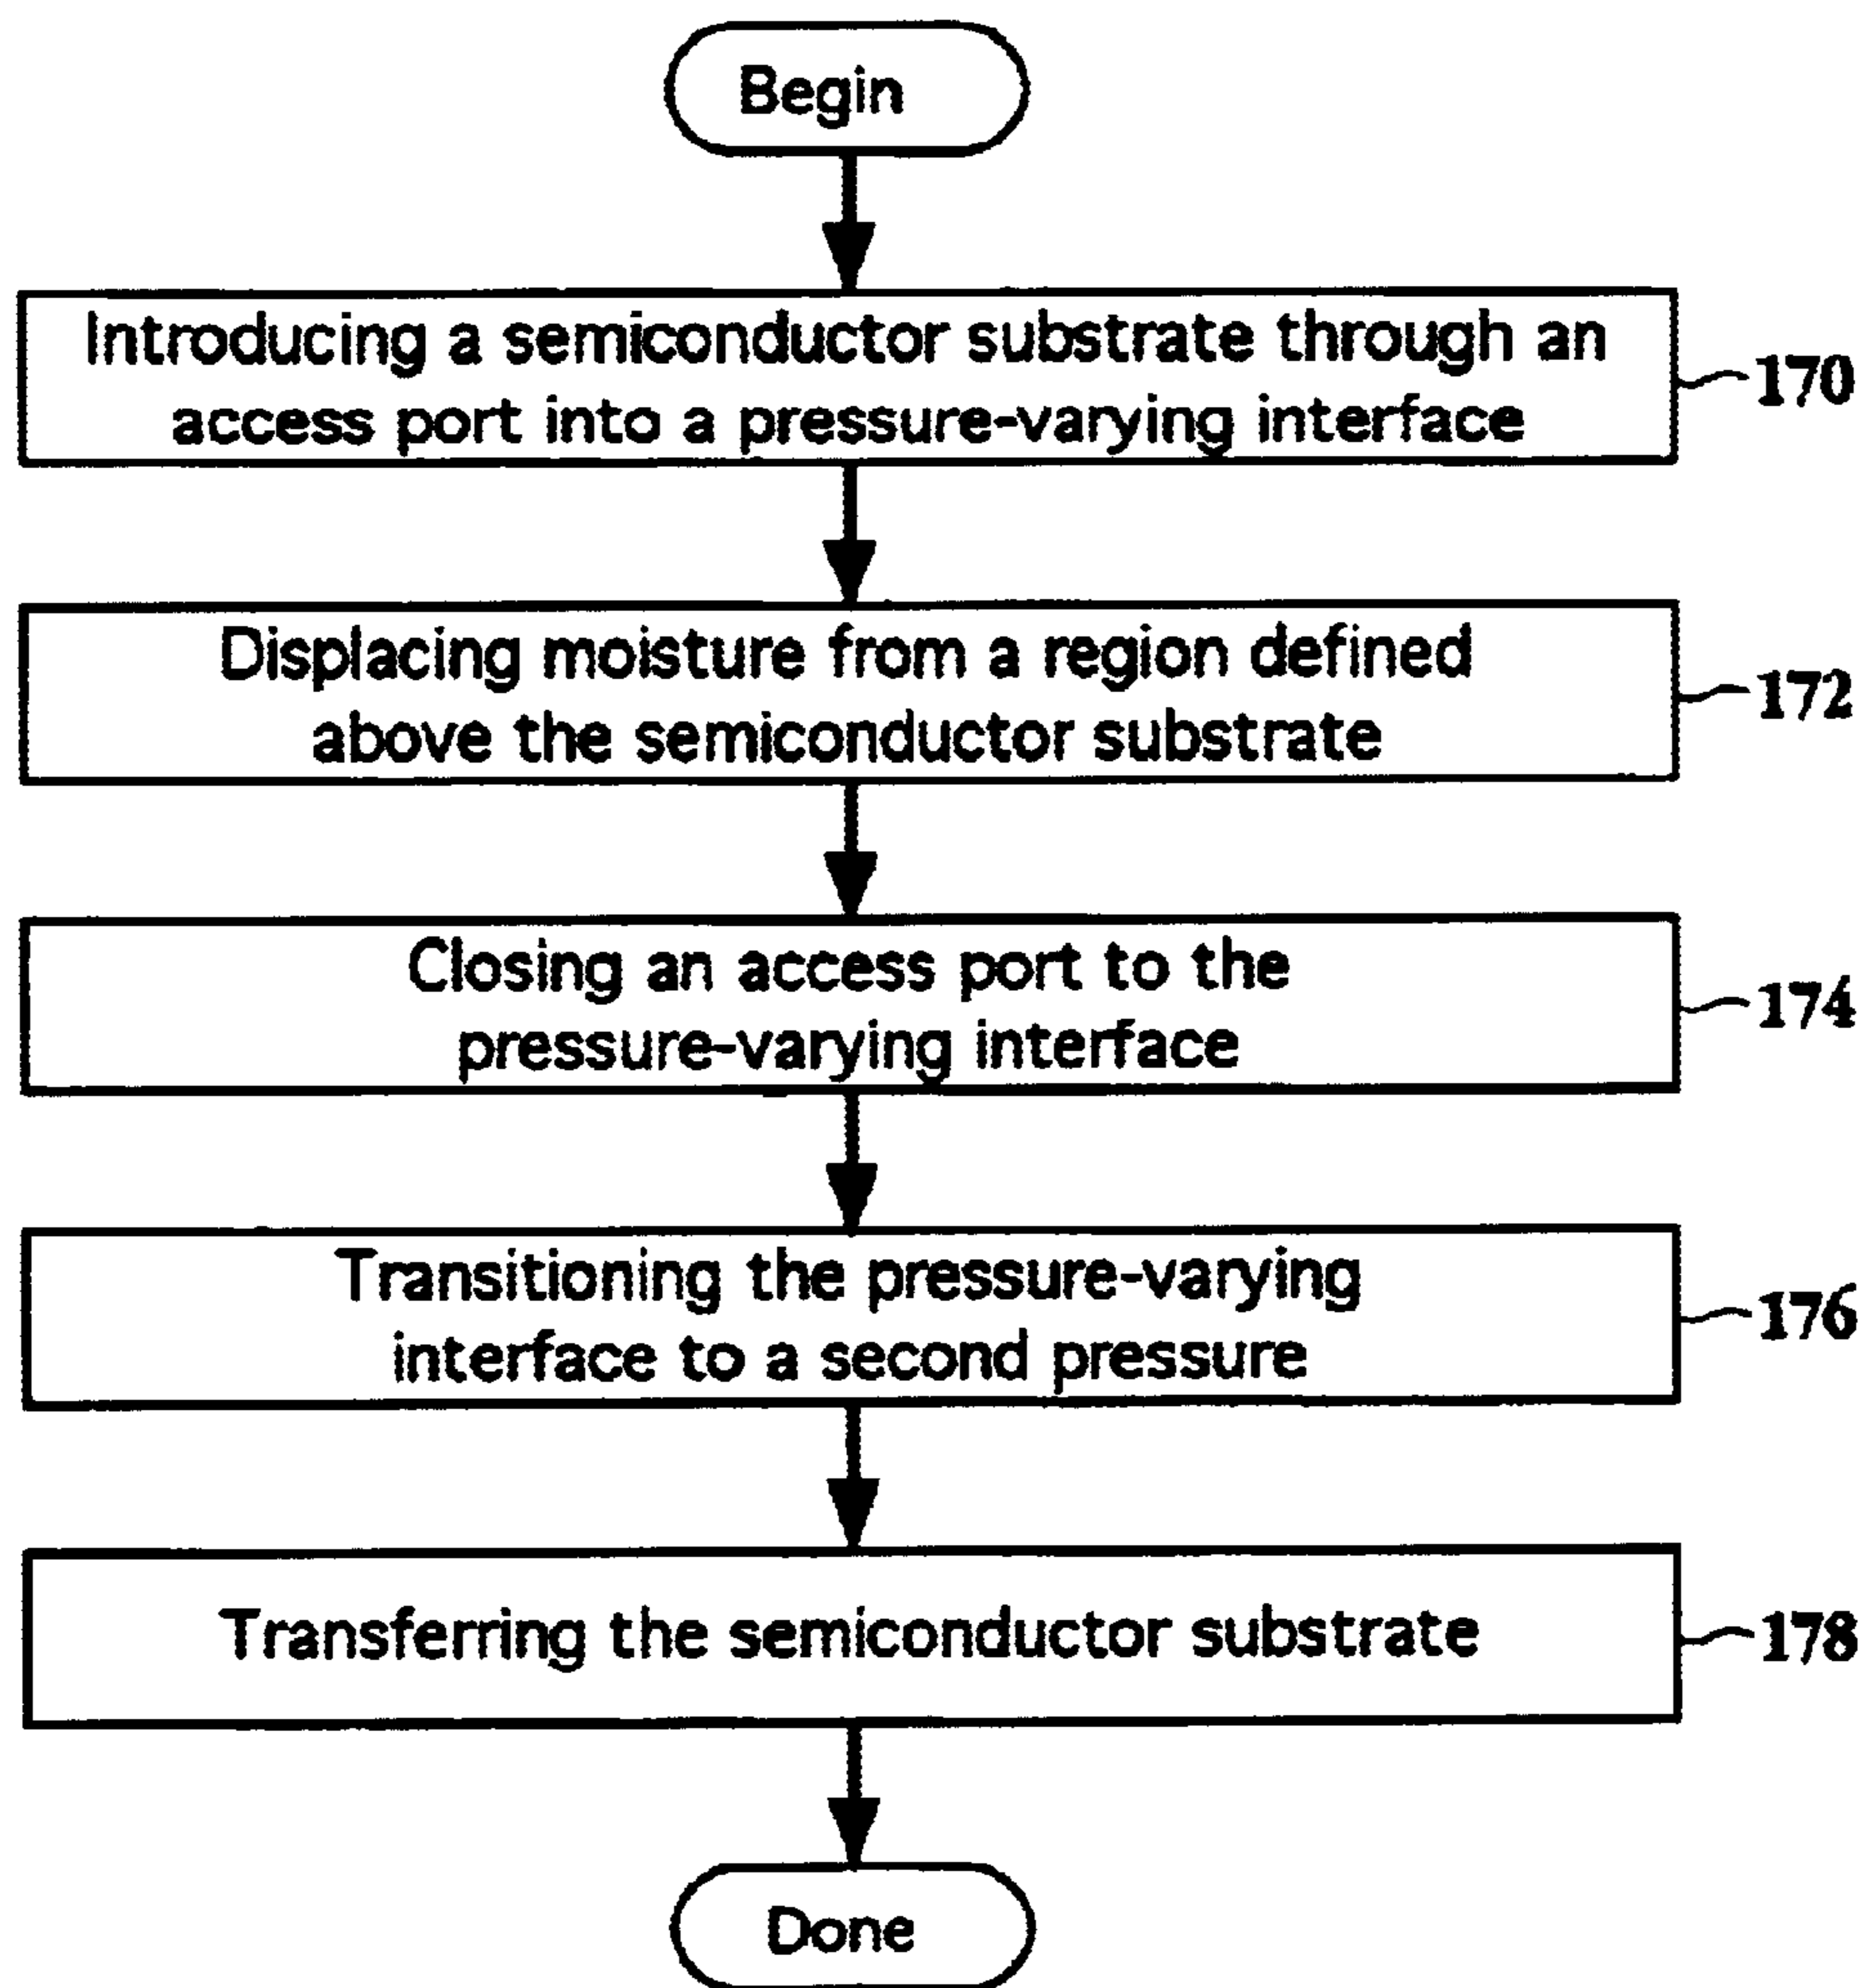 Begin
Introducing a semiconductor substrate through an
access port into a pressure-varying interface
170
Displacing moisture from a region defined
above the semiconductor substrate
172
Closing an access port to the
pressure-varying interface
174
Transitioning the pressure-varying
interface to a second pressure
176
Transferring the semiconductor substrate
178
Done